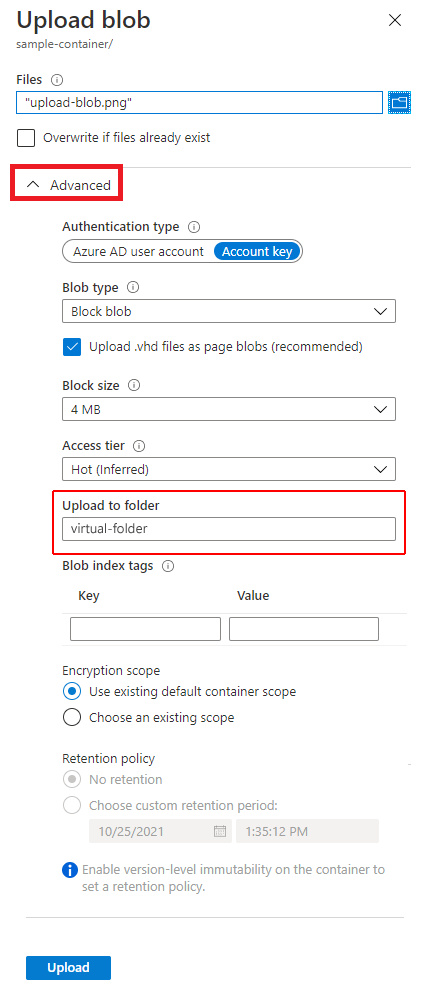 Upload blob
sample-container/
Files
"upload-blob.png"
Overwrite if files already exist
Advanced
Authentication type
Azure AD user account Account key
Blob type
Block blob
Upload .vhd files as page blobs (recommended)
Block size
4 MB
Access tier
Hot (Inferred)
Upload to folder
virtual-folder
Blob index tags
Key Value
Encryption scope
Use existing default container scope
Choose an existing scope
Retention policy
No retention
Choose custom retention period:
10/25/2021 1:35:12 PM
Enable version-level immutability on the container to
set a retention policy.
Upload